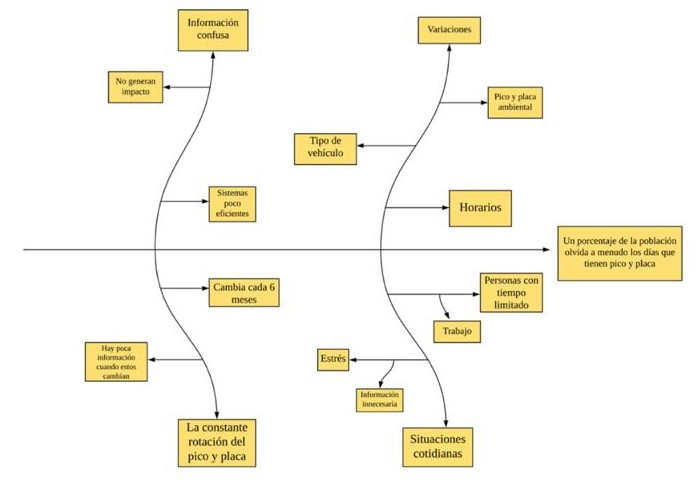 Información
confusa
Variaciones
No generan
impacto
Pico y placa
ambiental
Tipo de
vehículo
Sistemas
poco
eficientes
Horarios
Un porcentaje de la población
olvida a menudo los días que
tienen pico y placa
Cambia cada 6
meses
Personas con
tiempo
limitado
Trabajo
Hay poca
información
cuando estos
cambian
Estrés
Información
innecesaria
La constante
rotación del
pico y placa
Situaciones
cotidianas